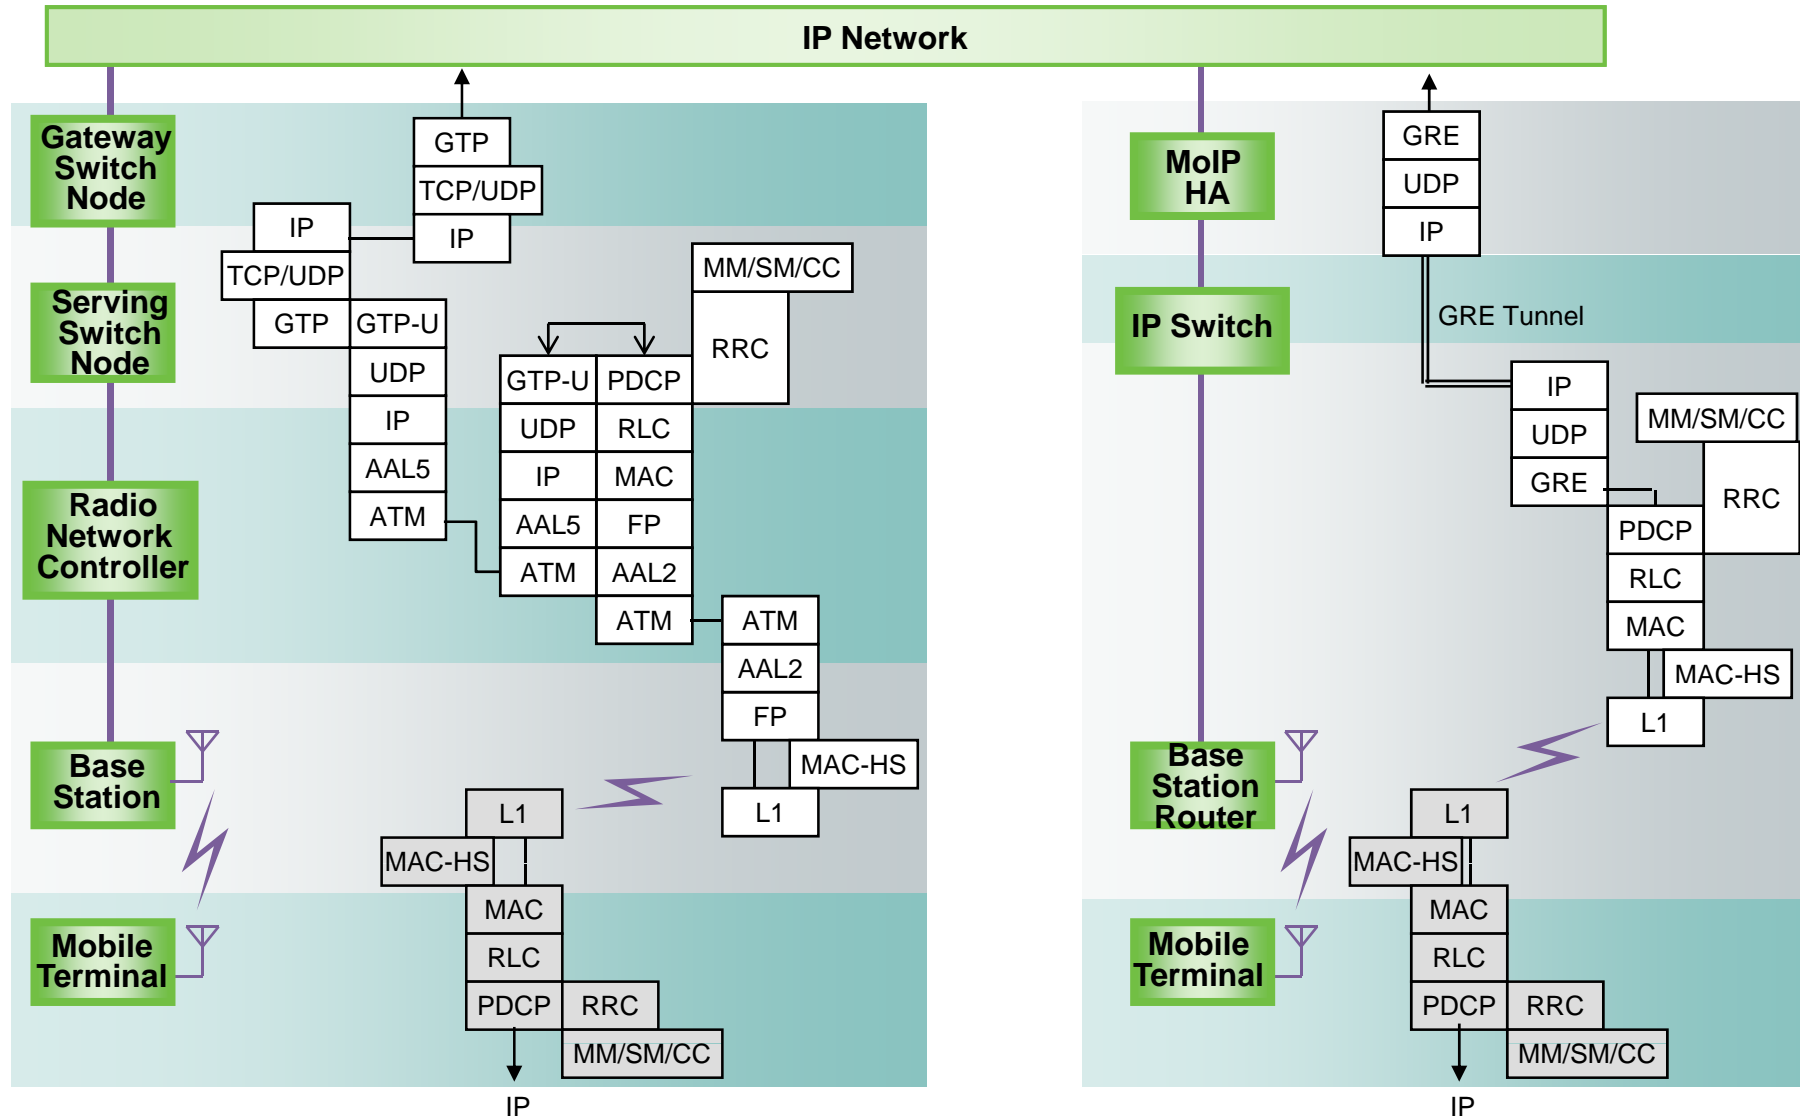 IP Network
Gateway
Switch
Node
Serving
Switch
Node
Radio
Network
Controller
Base
Station
Mobile
Terminal
GTP
TCP/UDP
IP
IP
TCP/UDP
GTP
GTP-U
UDP
IP
AAL5
ATM
GTP-U
UDP
IP
AAL5
ATM
PDCP
RLC
MAC
FP
AAL2
ATM
MM/SM/CC
RRC
ATM
AAL2
FP
MAC-HS
L1
L1
MAC-HS
MAC
RLC
PDCP
RRC
MM/SM/CC
IP
MoIP
HA
IP Switch
Base
Station
Router
Mobile
Terminal
GRE
UDP
IP
GRE Tunnel
IP
UDP
GRE
MM/SM/CC
RRC
PDCP
RLC
MAC
MAC-HS
L1
L1
MAC-HS
MAC
RLC
PDCP
RRC
MM/SM/CC
IP